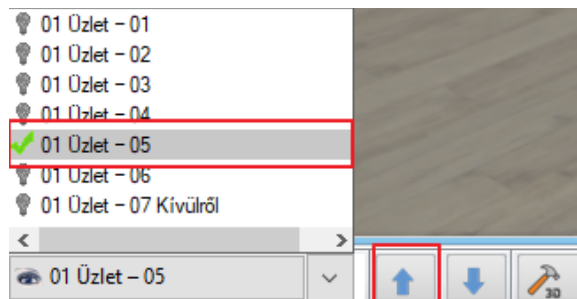 01 Üzlet – 01
01 Üzlet – 02
01 Üzlet – 03
01 Üzlet – 04
01 Üzlet – 05
01 Üzlet – 06
01 Üzlet – 07 Kívülről
01 Üzlet – 05
3D